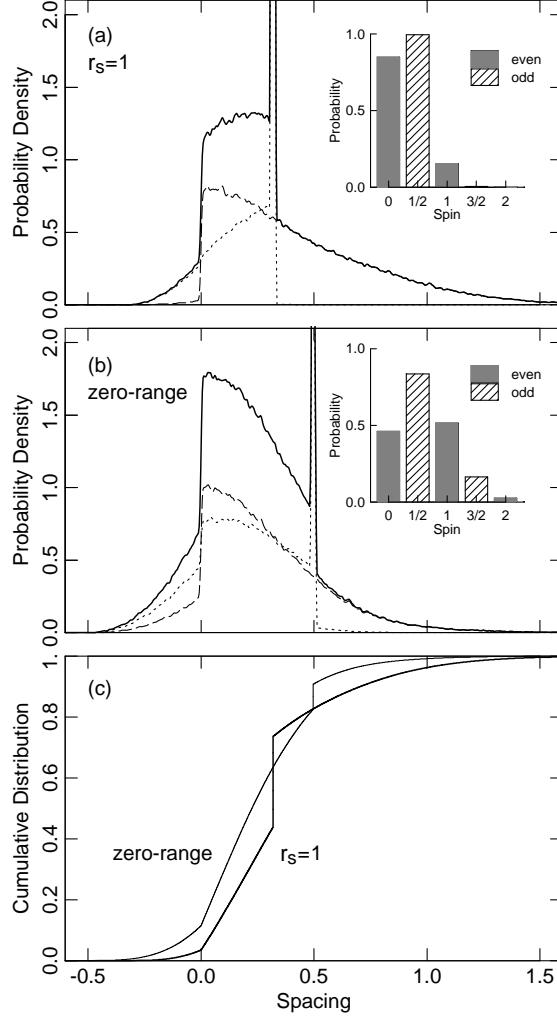 2.0
1.5
1.0
0.5
0.0
Probability Density
(a)
rs=1
1.0
0.5
0.0
Probability
0 1/2 1 3/2 2
Spin
even
odd
2.0
1.5
1.0
0.5
0.0
Probability Density
(b)
zero-range
1.0
0.5
0.0
Probability
0 1/2 1 3/2 2
Spin
even
odd
1.0
0.8
0.6
0.4
0.2
0.0
Cumulative Distribution
(c)
zero-range
rs=1
-0.5 0.0 0.5 1.0 1.5
Spacing